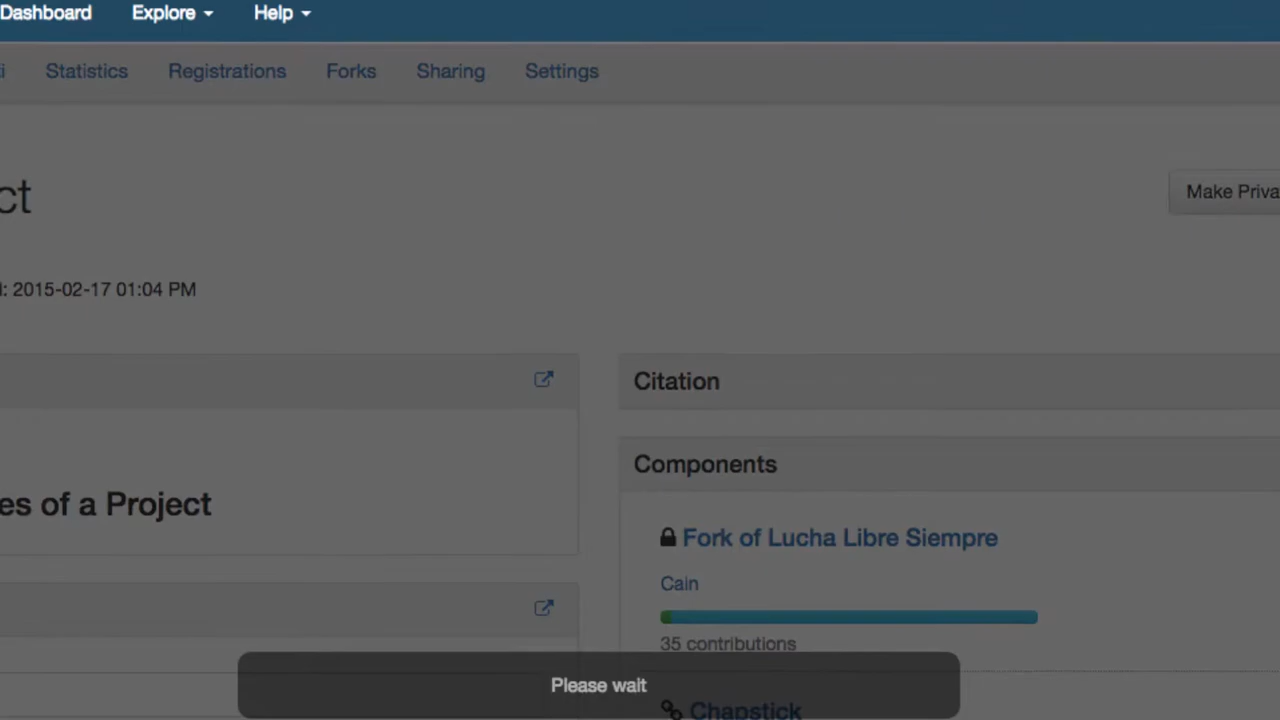 Dashboard Explore Help
i Statistics Registrations Forks Sharing Settings
ct
Make Priva
: 2015-02-17 01:04 PM
Citation
Components
es of a Project
Fork of Lucha Libre Siempre
Cain
35 contributions
Please wait
Chapstick